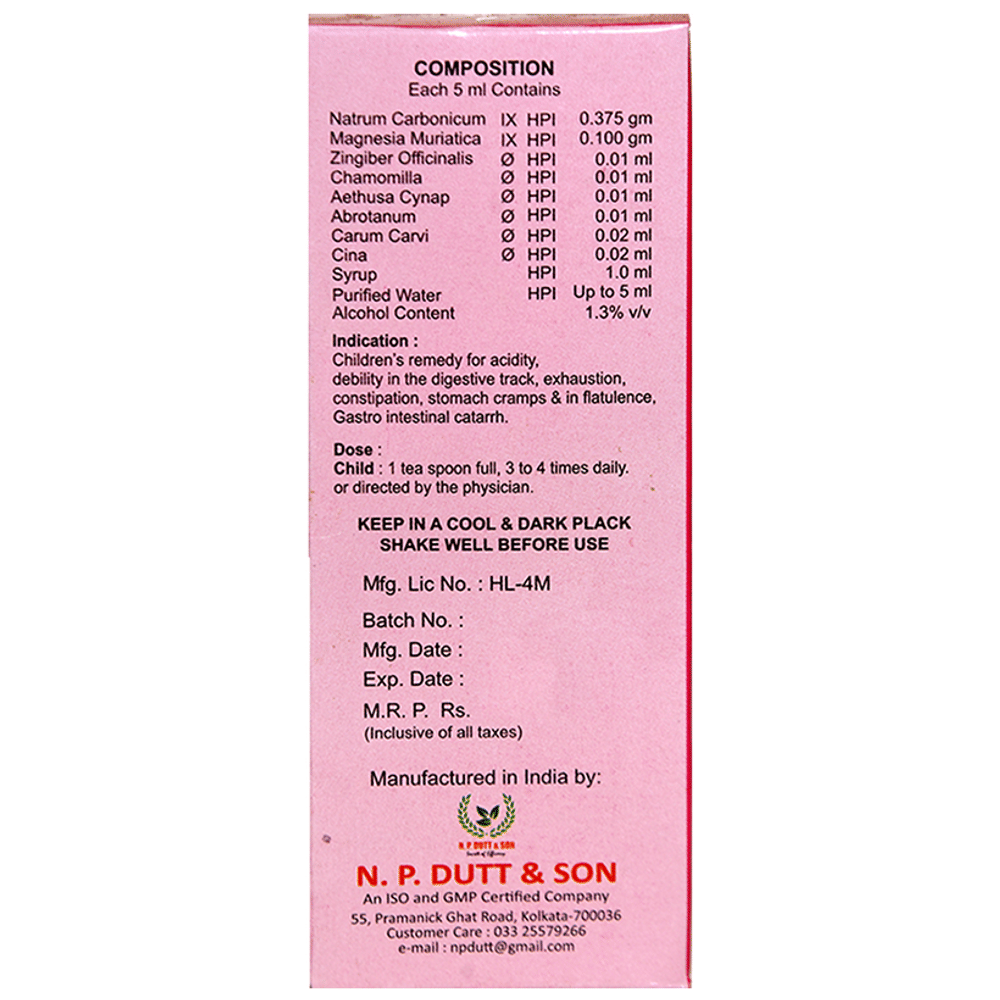 COMPOSITION
Each 5 ml Contains
Natrum Carbonicum IX HPI 0.375 gm
Magnesia Muriatica IX HPI 0.100 gm
Zingiber Officinalis Ø HPI 0.01 ml
Chamomilla Ø HPI 0.01 ml
Aethusa Cynap Ø HPI 0.01 ml
Abrotanum Ø HPI 0.01 ml
Carum Carvi Ø HPI 0.02 ml
Cina Ø HPI 0.02 ml
Syrup HPI 1.0 ml
Purified Water HPI Up to 5 ml
Alcohol Content 1.3% v/v
Indication :
Children's remedy for acidity,
debility in the digestive track, exhaustion,
constipation, stomach cramps & in flatulence,
Gastro intestinal catarrh.
Dose :
Child : 1 tea spoon full, 3 to 4 times daily.
or directed by the physician.
KEEP IN A COOL & DARK PLACK
SHAKE WELL BEFORE USE
Mfg. Lic No. : HL-4M
Batch No. :
Mfg. Date :
Exp. Date :
M.R. P. Rs.
(Inclusive of all taxes)
Manufactured in India by:
N. P. DUTT & SON
N. P. DUTT & SON
An ISO and GMP Certified Company
55, Pramanick Ghat Road, Kolkata-700036
Customer Care : 033 25579266
e-mail : npdutt@gmail.com